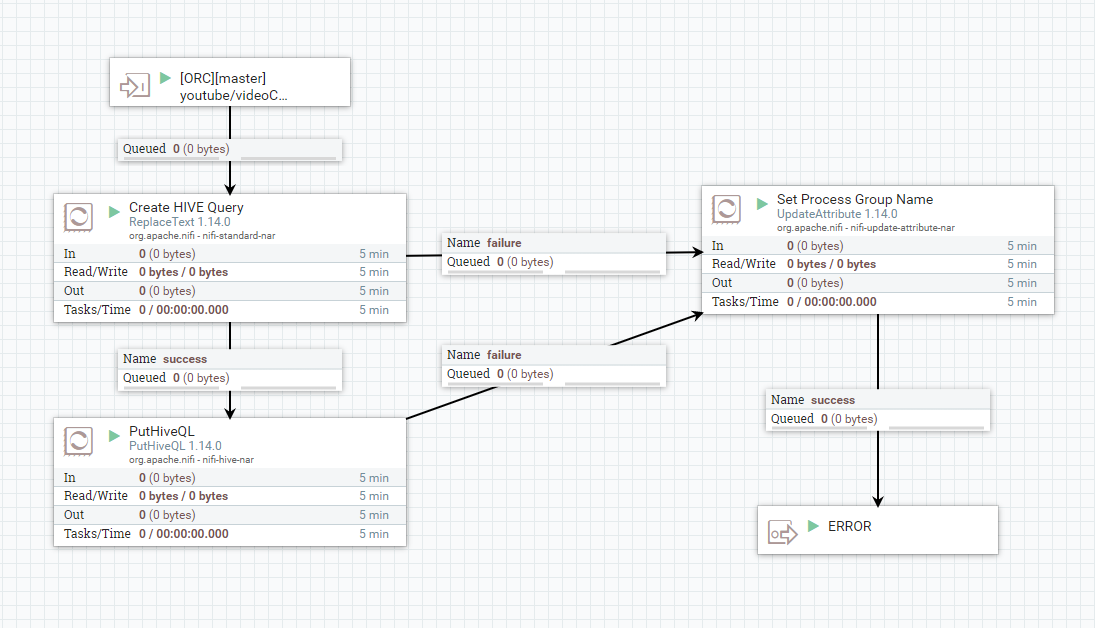 [ORC][master]
youtube/videoC...
Queued 0 (0 bytes)
Create HIVE Query
ReplaceText 1.14.0
org.apache.nifi - nifi-standard-nar
In 0 (0 bytes) 5 min
Read/Write 0 bytes / 0 bytes 5 min
Out 0 (0 bytes) 5 min
Tasks/Time 0 / 00:00:00.000 5 min
Name failure
Queued 0 (0 bytes)
Set Process Group Name
UpdateAttribute 1.14.0
org.apache.nifi - nifi-update-attribute-nar
In 0 (0 bytes) 5 min
Read/Write 0 bytes / 0 bytes 5 min
Out 0 (0 bytes) 5 min
Tasks/Time 0 / 00:00:00.000 5 min
Name success
Queued 0 (0 bytes)
Name failure
Queued 0 (0 bytes)
PutHiveQL
PutHiveQL 1.14.0
org.apache.nifi - nifi-hive-nar
In 0 (0 bytes) 5 min
Read/Write 0 bytes / 0 bytes 5 min
Out 0 (0 bytes) 5 min
Tasks/Time 0 / 00:00:00.000 5 min
Name success
Queued 0 (0 bytes)
ERROR